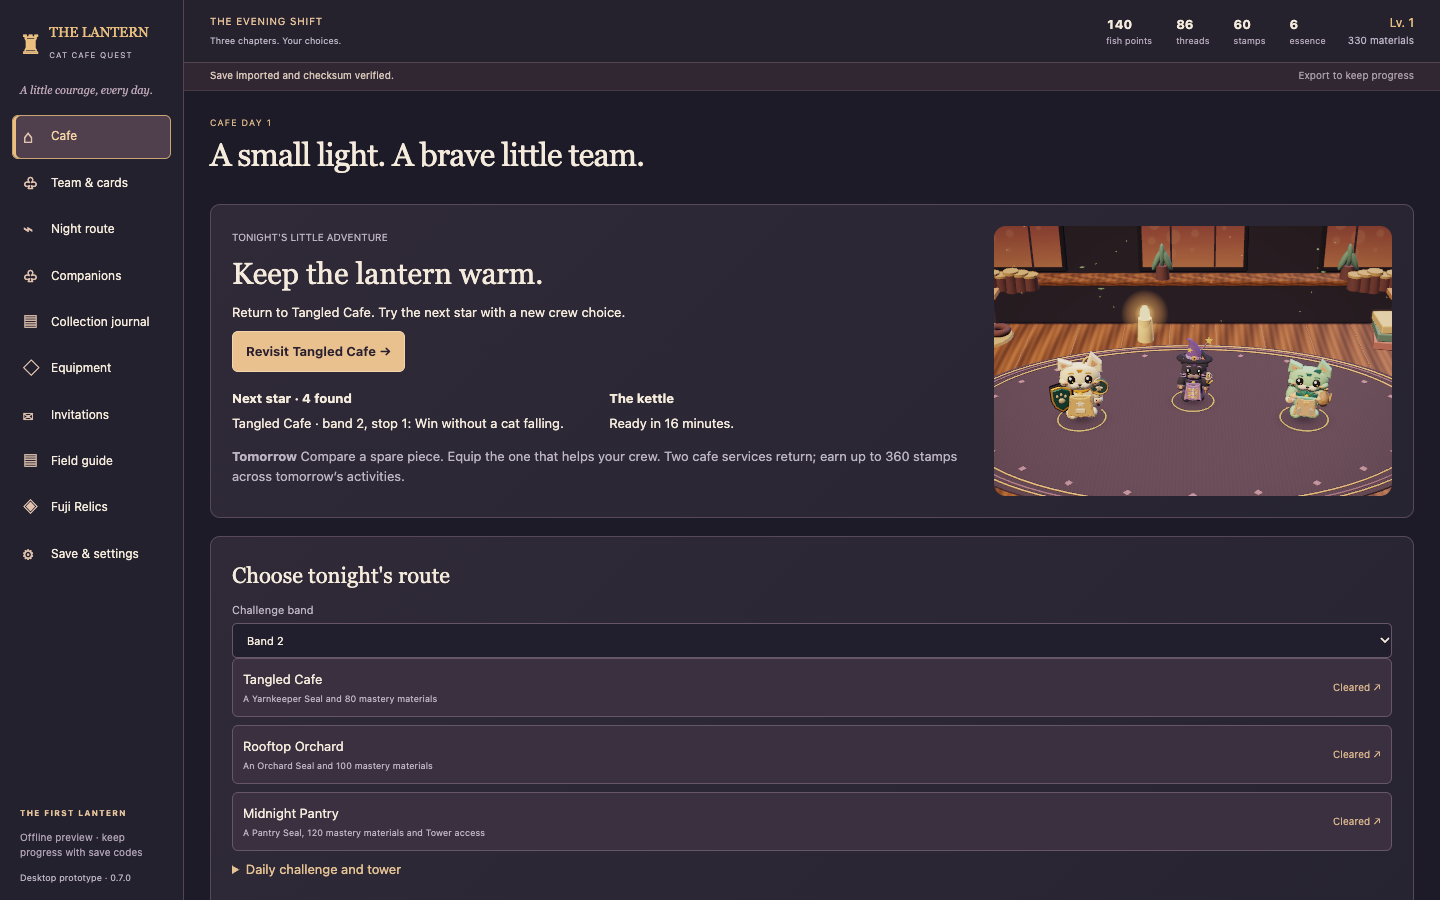 THE LANTERN
CAT CAFE QUEST
A little courage, every day.
Cafe
Team & cards
Night route
Companions
Collection journal
Equipment
Invitations
Field guide
Fuji Relics
Save & settings
THE FIRST LANTERN
Offline preview · keep
progress with save codes
Desktop prototype · 0.7.0
THE EVENING SHIFT
Three chapters. Your choices.
140
fish points
86
threads
60
stamps
6
essence
Lv. 1
330 materials
Save imported and checksum verified.
Export to keep progress
CAFE DAY 1
A small light. A brave little team.
TONIGHT'S LITTLE ADVENTURE
Keep the lantern warm.
Return to Tangled Cafe. Try the next star with a new crew choice.
Revisit Tangled Cafe →
Next star · 4 found
Tangled Cafe · band 2, stop 1: Win without a cat falling.
The kettle
Ready in 16 minutes.
Tomorrow Compare a spare piece. Equip the one that helps your crew. Two cafe services return; earn up to 360 stamps
across tomorrow's activities.
Choose tonight's route
Challenge band
Band 2
Tangled Cafe
A Yarnkeeper Seal and 80 mastery materials
Cleared ↗
Rooftop Orchard
An Orchard Seal and 100 mastery materials
Cleared ↗
Midnight Pantry
A Pantry Seal, 120 mastery materials and Tower access
Cleared ↗
Daily challenge and tower